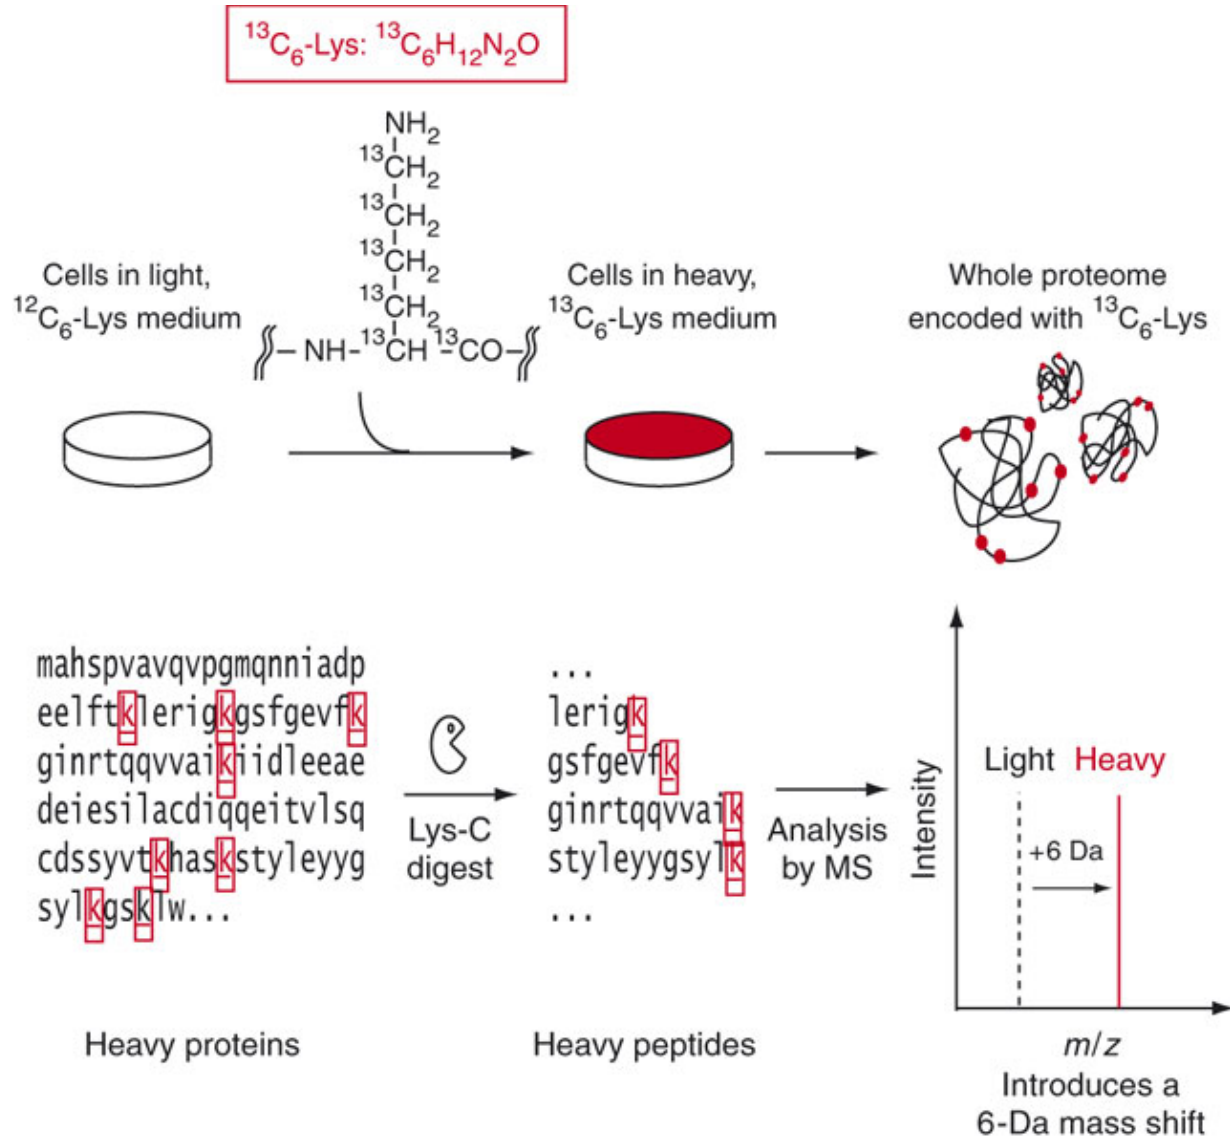 ¹³C₆-Lys: ¹³C₆H₁₂N₂O
NH₂
¹³CH₂
¹³CH₂
¹³CH₂
¹³CH₂
NH-¹³CH-¹³CO
Cells in light,
¹²C₆-Lys medium
Cells in heavy,
¹³C₆-Lys medium
Whole proteome
encoded with ¹³C₆-Lys
mahspvavqvpgmqnniadp
eelftklerigkgsfgevfk
ginrtqqvvaikiidleeae
deiesilacdiqqeitvlsq
cdssyvtkhaskstyleyyg
sylkgsklw...
Heavy proteins
Lys-C
digest
...
lerigk
gsfgevfk
ginrtqqvvaik
styleyygsylk
...
Heavy peptides
Analysis
by MS
Intensity
Light Heavy
+6 Da
m/z
Introduces a
6-Da mass shift